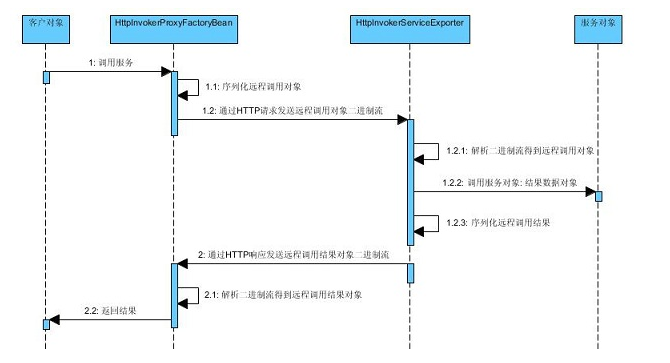 客户对象
HttpInvokerProxyFactoryBean
HttpInvokerServiceExporter
服务对象
1: 调用服务
1.1: 序列化远程调用对象
1.2: 通过HTTP请求发送远程调用对象二进制流
1.2.1: 解析二进制流得到远程调用对象
1.2.2: 调用服务对象: 结果数据对象
1.2.3: 序列化远程调用结果
2: 通过HTTP响应发送远程调用结果对象二进制流
2.1: 解析二进制流得到远程调用结果对象
2.2: 返回结果